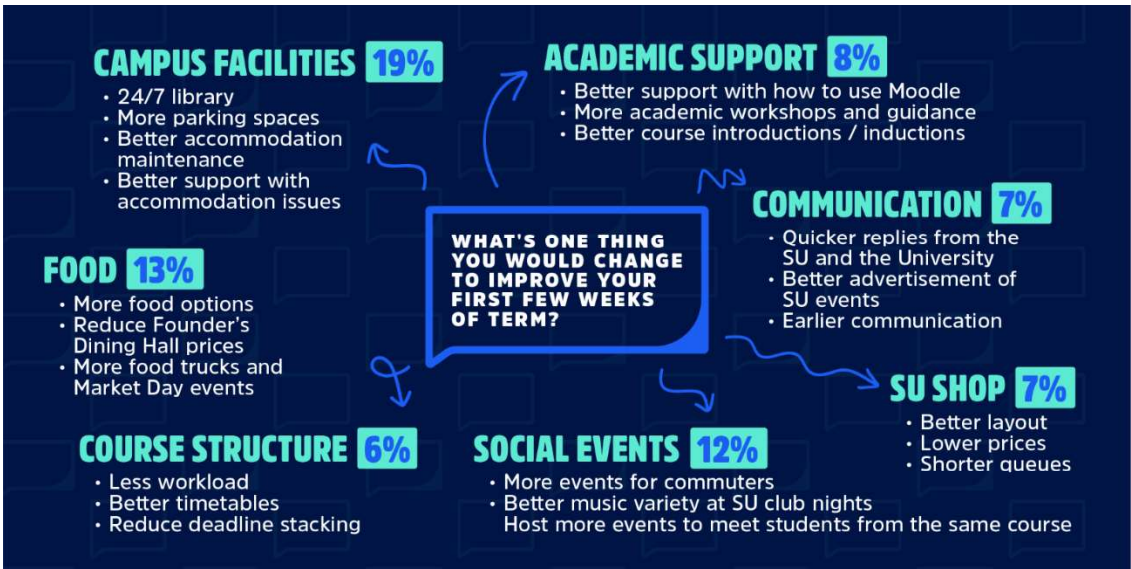 CAMPUS FACILITIES 19%
• 24/7 library
• More parking spaces
• Better accommodation
maintenance
• Better support with
accommodation issues
ACADEMIC SUPPORT 8%
• Better support with how to use Moodle
• More academic workshops and guidance
• Better course introductions / inductions
COMMUNICATION 7%
• Quicker replies from the
SU and the University
• Better advertisement of
SU events
• Earlier communication
WHAT'S ONE THING
YOU WOULD CHANGE
TO IMPROVE YOUR
FIRST FEW WEEKS
OF TERM?
FOOD 13%
• More food options
• Reduce Founder's
Dining Hall prices
• More food trucks and
Market Day events
SU SHOP 7%
• Better layout
• Lower prices
• Shorter queues
COURSE STRUCTURE 6%
• Less workload
• Better timetables
• Reduce deadline stacking
SOCIAL EVENTS 12%
• More events for commuters
• Better music variety at SU club nights
Host more events to meet students from the same course